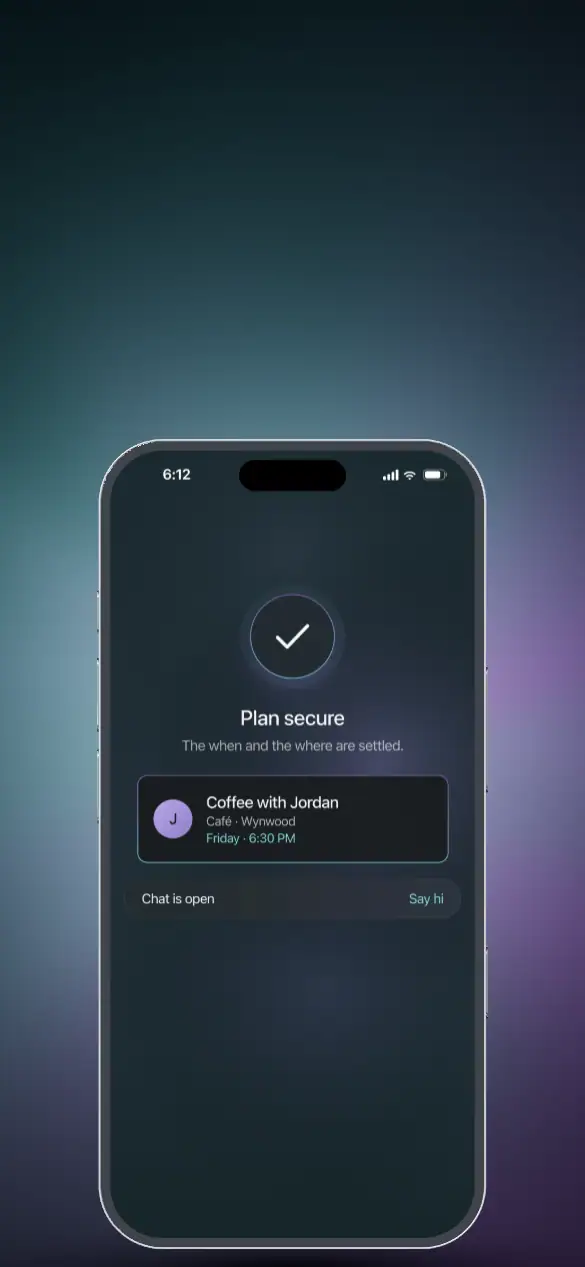 6:12
Plan secure
The when and the where are settled.
J
Coffee with Jordan
Café · Wynwood
Friday · 6:30 PM
Chat is open
Say hi